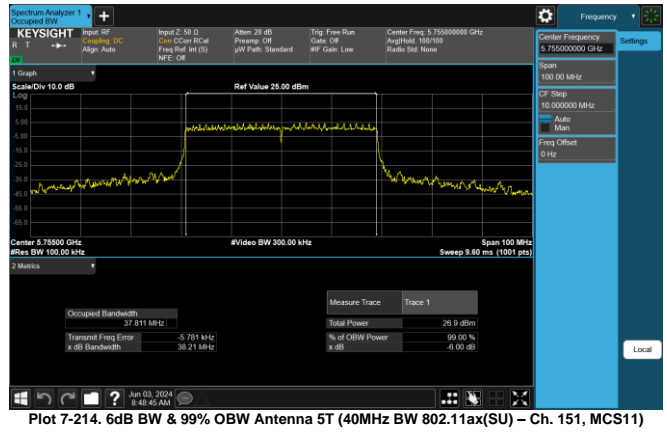 Spectrum Analyzer 1
Occupied BW
Frequency
KEYSIGHT
R T
Input: RF
Coupling: DC
Align: Auto
Input Z: 50 Ω
Corr CCorr RCal
Freq Ref: Int (S)
NFE: Off
Atten: 20 dB
Preamp: Off
µW Path: Standard
Trig: Free Run
Gate: Off
#IF Gain: Low
Center Freq: 5.755000000 GHz
Avg|Hold: 100/100
Radio Std: None
Center Frequency
5.755000000 GHz
Settings
Span
100.00 MHz
CF Step
10.000000 MHz
Auto
Man
Freq Offset
0 Hz
Local
1 Graph
Scale/Div 10.0 dB
Ref Value 25.00 dBm
Log
15.0
5.00
-5.00
-15.0
-25.0
-35.0
-45.0
-55.0
-65.0
Center 5.75500 GHz
#Video BW 300.00 kHz
Span 100 MHz
#Res BW 100.00 kHz
Sweep 9.60 ms (1001 pts)
2 Metrics
Measure Trace
Trace 1
Occupied Bandwidth
37.811 MHz
Total Power
26.9 dBm
Transmit Freq Error
-5.781 kHz
% of OBW Power
99.00 %
x dB Bandwidth
38.21 MHz
x dB
-6.00 dB
?
Jun 03, 2024
8:48:45 AM
Plot 7-214. 6dB BW & 99% OBW Antenna 5T (40MHz BW 802.11ax(SU) – Ch. 151, MCS11)